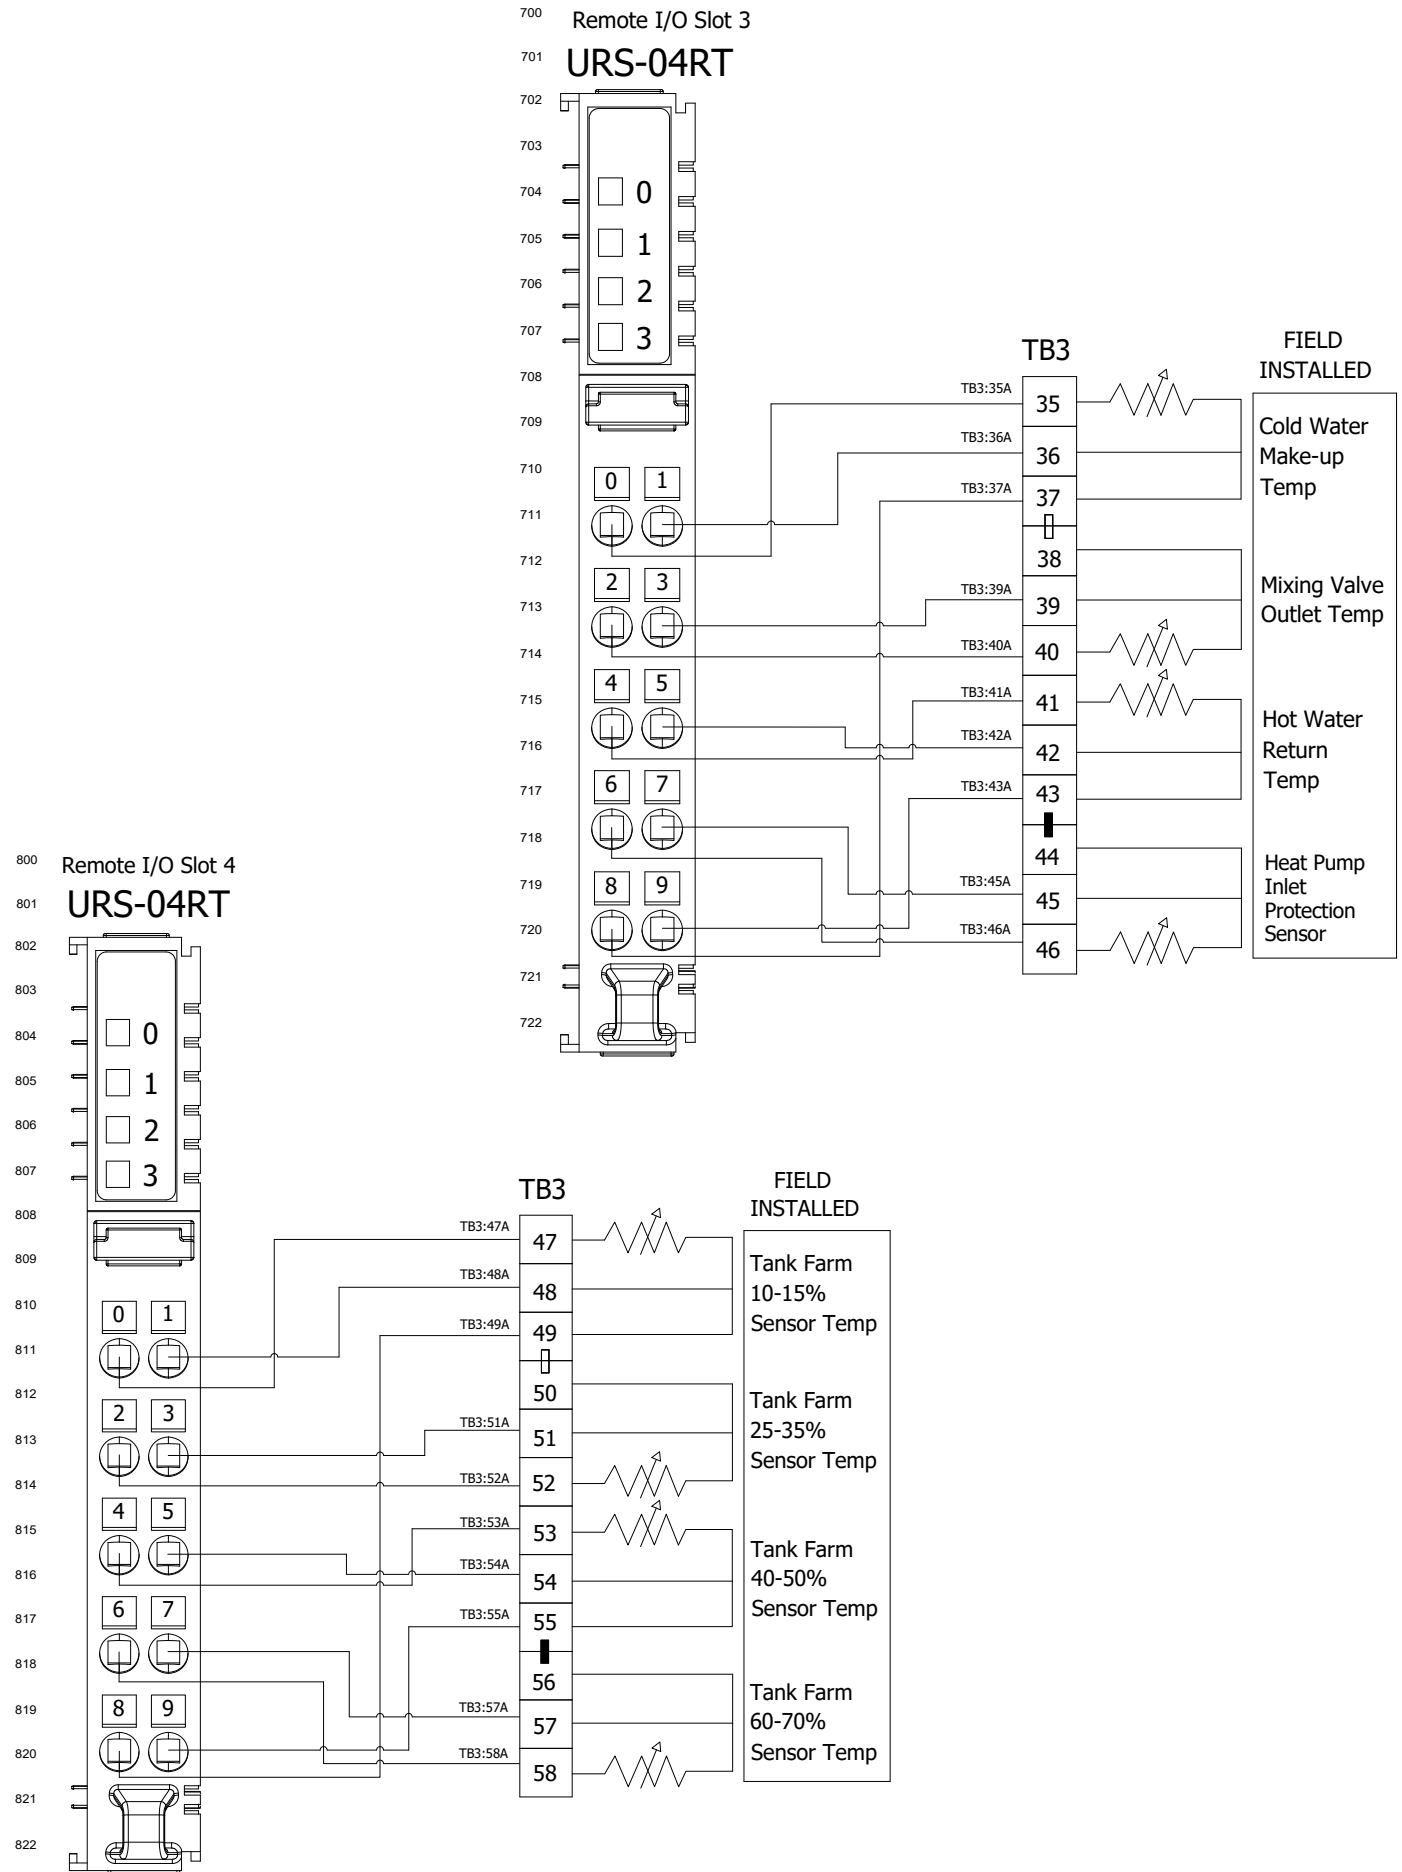 700
Remote I/O Slot 3
701
URS-04RT
702
703
704
0
705
1
706
2
707
3
708
709
710
0 1
711
712
2 3
713
714
4 5
715
716
6 7
717
718
8 9
719
720
721
722
TB3
TB3:35A 35
TB3:36A 36
TB3:37A 37
38
TB3:39A 39
TB3:40A 40
TB3:41A 41
TB3:42A 42
TB3:43A 43
44
TB3:45A 45
TB3:46A 46
FIELD
INSTALLED
Cold Water
Make-up
Temp
Mixing Valve
Outlet Temp
Hot Water
Return
Temp
Heat Pump
Inlet
Protection
Sensor
800
Remote I/O Slot 4
801
URS-04RT
802
803
804
0
805
1
806
2
807
3
808
809
810
0 1
811
812
2 3
813
814
4 5
815
816
6 7
817
818
8 9
819
820
821
822
TB3
TB3:47A 47
TB3:48A 48
TB3:49A 49
50
TB3:51A 51
TB3:52A 52
TB3:53A 53
TB3:54A 54
TB3:55A 55
56
TB3:57A 57
TB3:58A 58
FIELD
INSTALLED
Tank Farm
10-15%
Sensor Temp
Tank Farm
25-35%
Sensor Temp
Tank Farm
40-50%
Sensor Temp
Tank Farm
60-70%
Sensor Temp